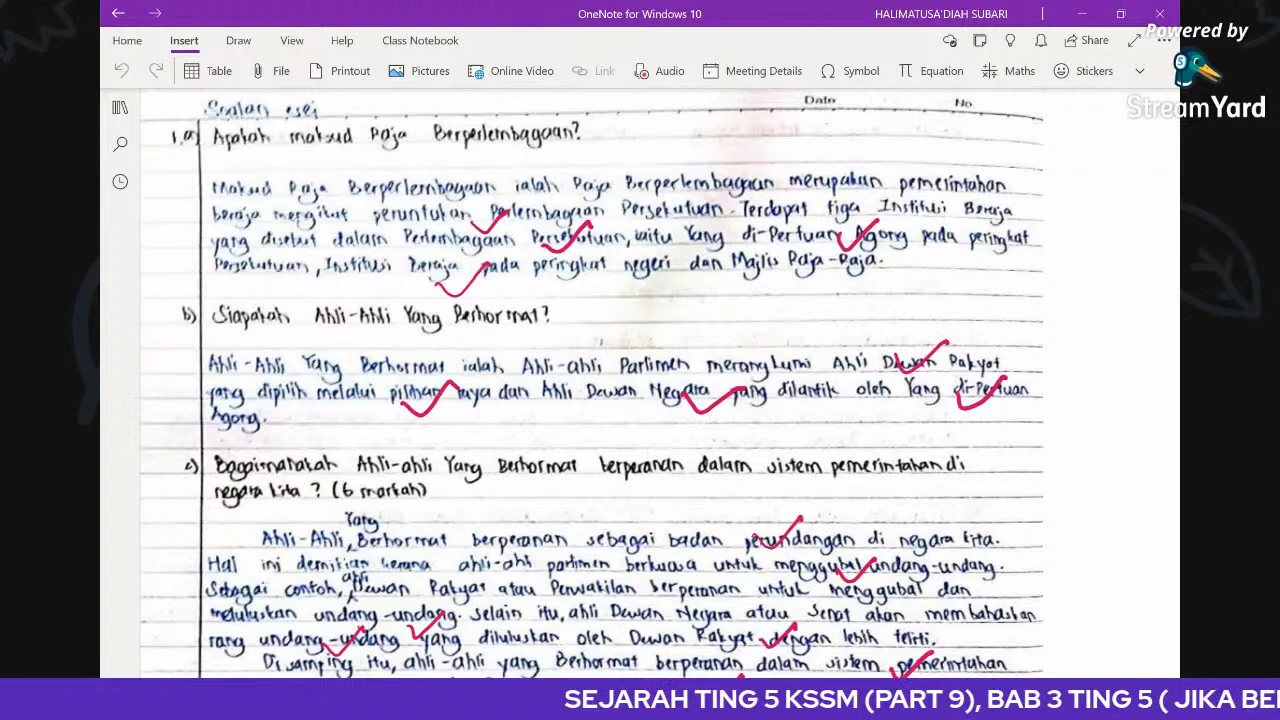 OneNote for Windows 10
HALIMATUSA'DIAH SUBARI
Powered by
StreamYard
Home Insert Draw View Help Class Notebook Share
Table File Printout Pictures Online Video Link Audio Meeting Details Symbol Equation Maths Stickers
Date No
Soalan esei
1.a) Apakah maksud Raja Berperlembagaan?
Maksud Raja Berperlembagaan ialah Raja Berperlembagaan merupakan pemerintahan
beraja mengikut peruntukan Perlembagaan Persekutuan. Terdapat tiga Institusi Beraja
yang disebut dalam Perlembagaan Persekutuan, iaitu Yang di-Pertuan Agong pada peringkat
Persekutuan, Institusi Beraja pada peringkat negeri dan Majlis Raja-Raja.
b) Siapakah Ahli-Ahli Yang Berhormat?
Ahli-Ahli Yang Berhormat ialah Ahli-ahli Parlimen merangkumi Ahli Dewan Rakyat
yang dipilih melalui pilihan raya dan Ahli Dewan Negara yang dilantik oleh Yang di-Pertuan
Agong.
c) Bagaimanakah Ahli-ahli Yang Berhormat berperanan dalam sistem pemerintahan di
negara kita? (6 markah)
Yang
Ahli-Ahli, Berhormat berperanan sebagai badan perundangan di negara kita.
Hal ini demikian kerana ahli-ahli parlimen berkuasa untuk menggubal undang-undang.
ahli
Sebagai contoh, Dewan Rakyat atau Perwakilan berperanan untuk menggubal dan
meluluskan undang-undang. Selain itu, ahli Dewan Negara atau Senat akan membahaskan
rang undang-undang yang diluluskan oleh Dewan Rakyat dengan lebih teliti.
Di samping itu, ahli-ahli yang Berhormat berperanan dalam sistem pemerintahan
SEJARAH TING 5 KSSM (PART 9), BAB 3 TING 5 ( JIKA BE